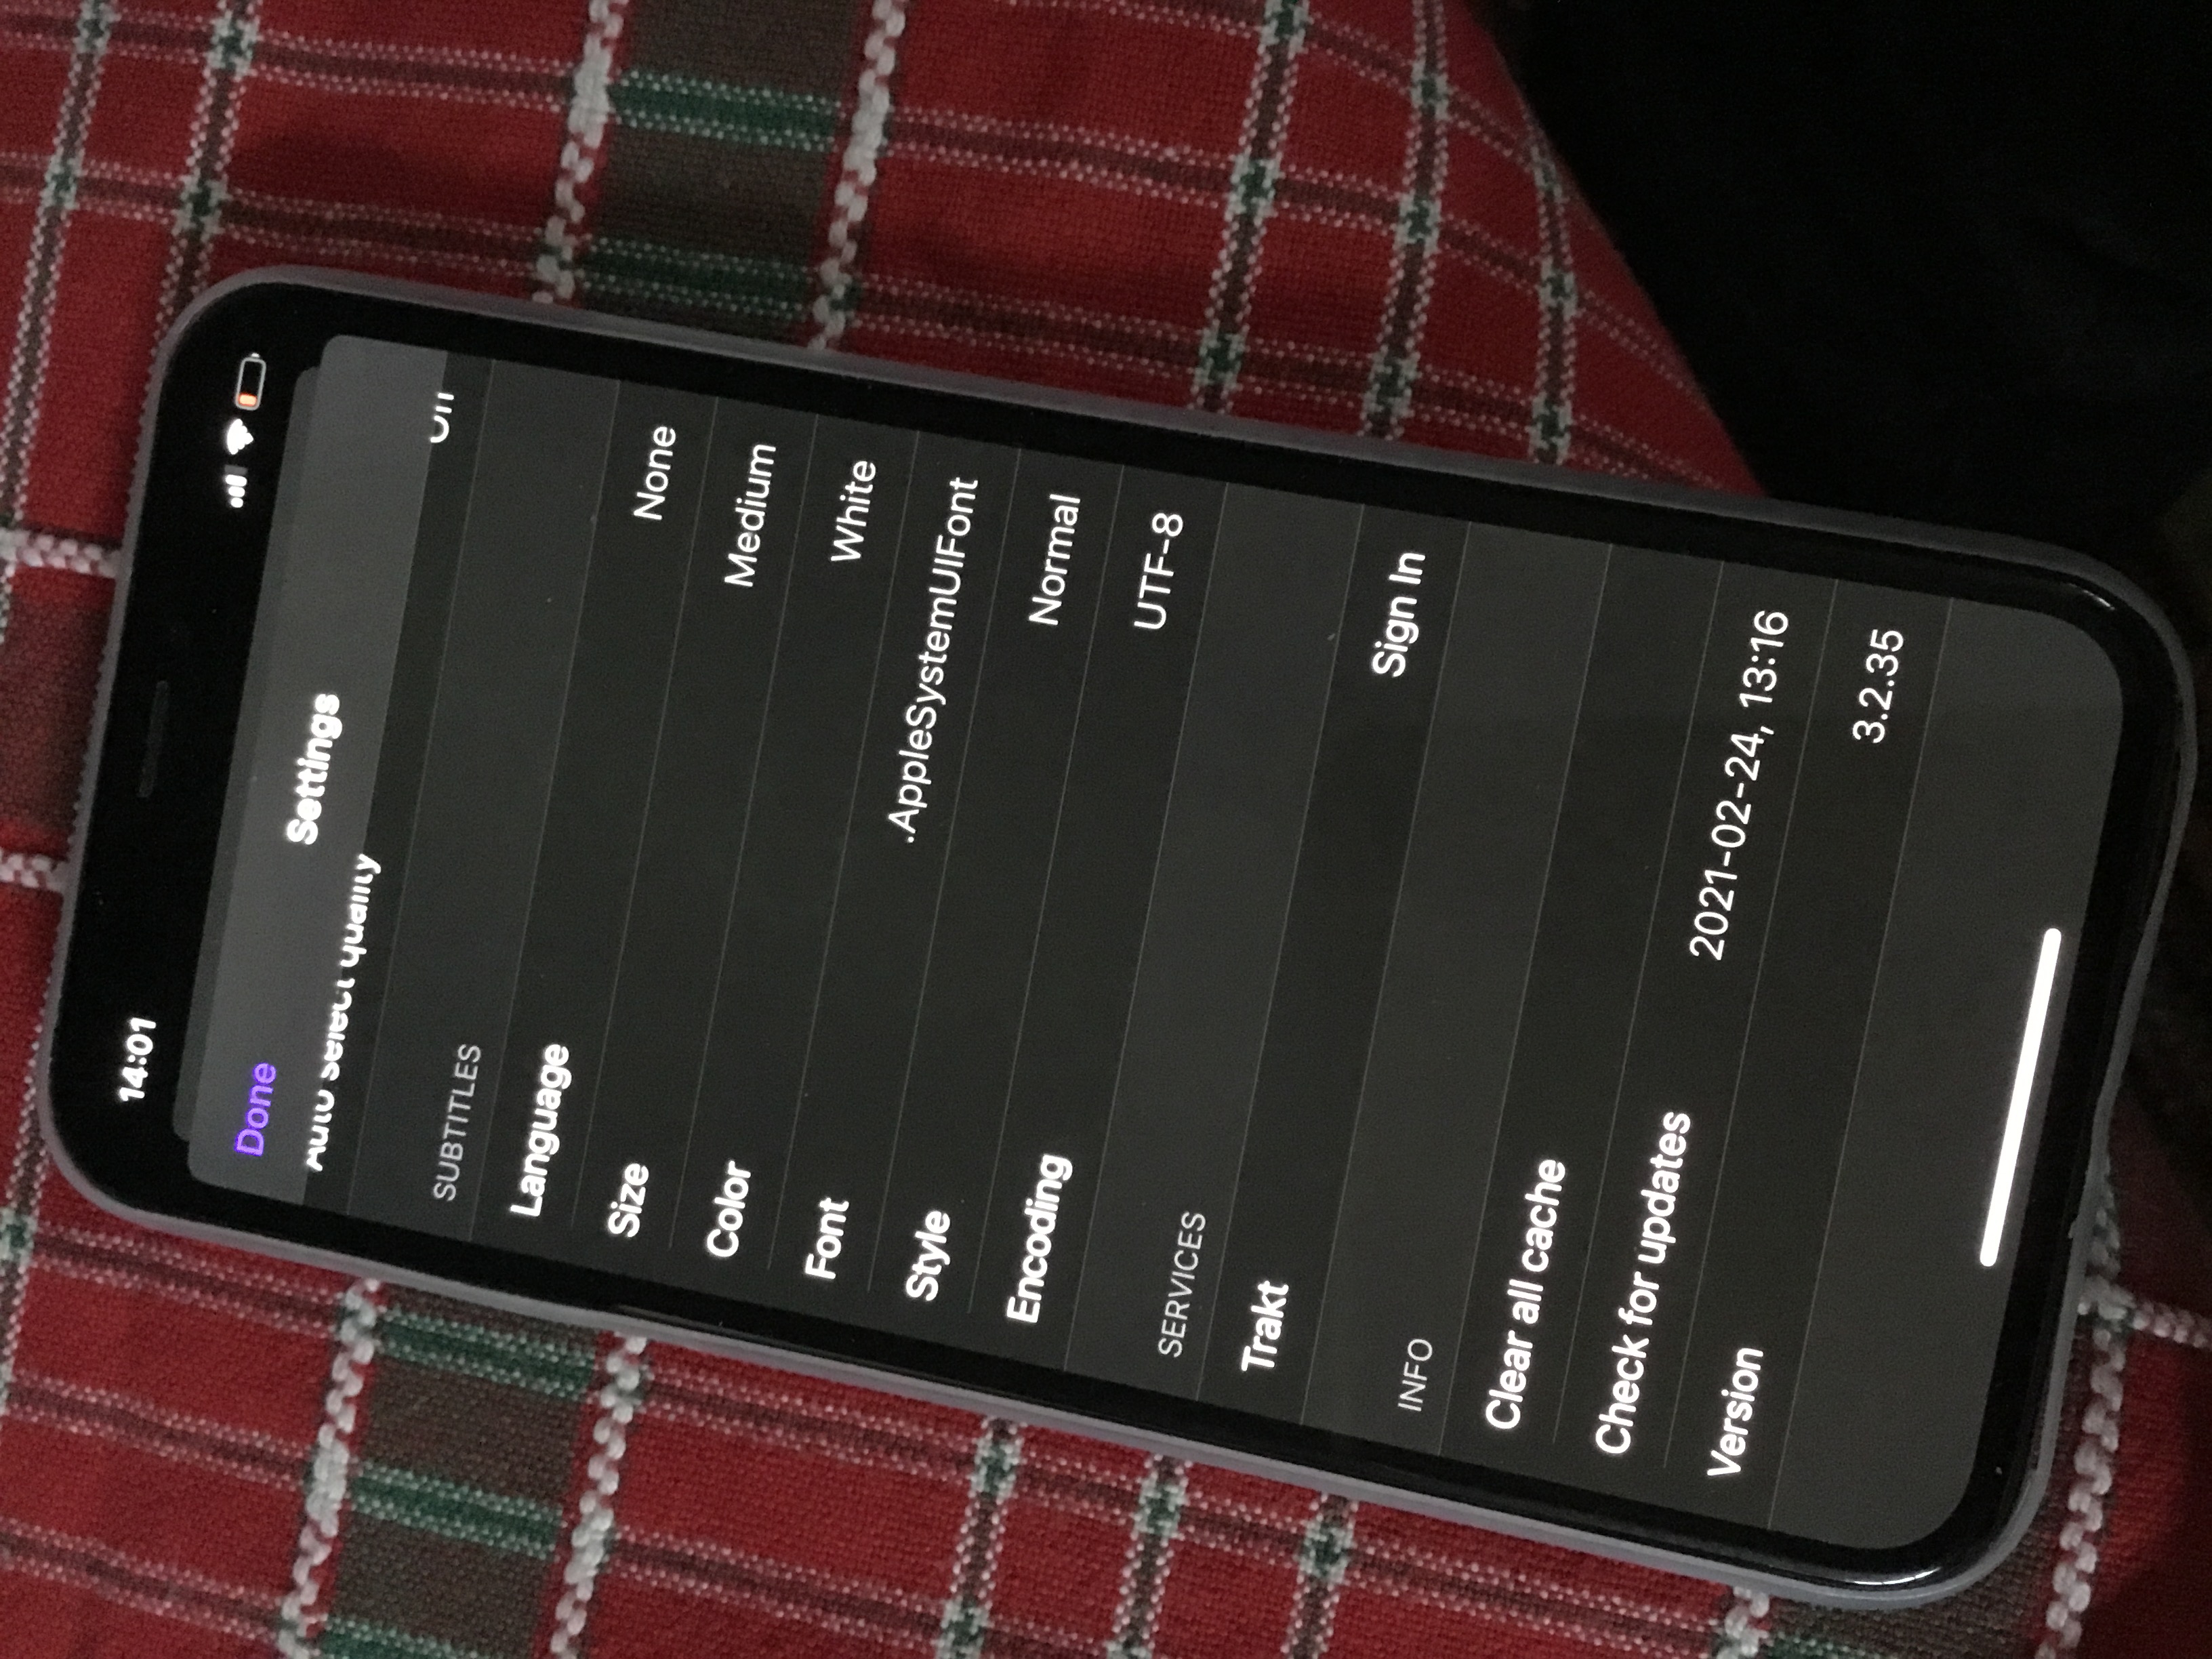 14:01
Done
Settings
Auto select quality
SUBTITLES
Language
None
Size
Medium
Color
White
Font
.AppleSystemUIFont
Style
Normal
Encoding
UTF-8
SERVICES
Trakt
Sign In
INFO
Clear all cache
Check for updates
2021-02-24, 13:16
Version
3.2.35